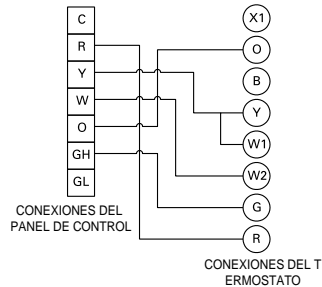 C
R
Y
W
O
GH
GL
CONEXIONES DEL
PANEL DE CONTROL
X1
O
B
Y
W1
W2
G
R
CONEXIONES DEL T
ERMOSTATO